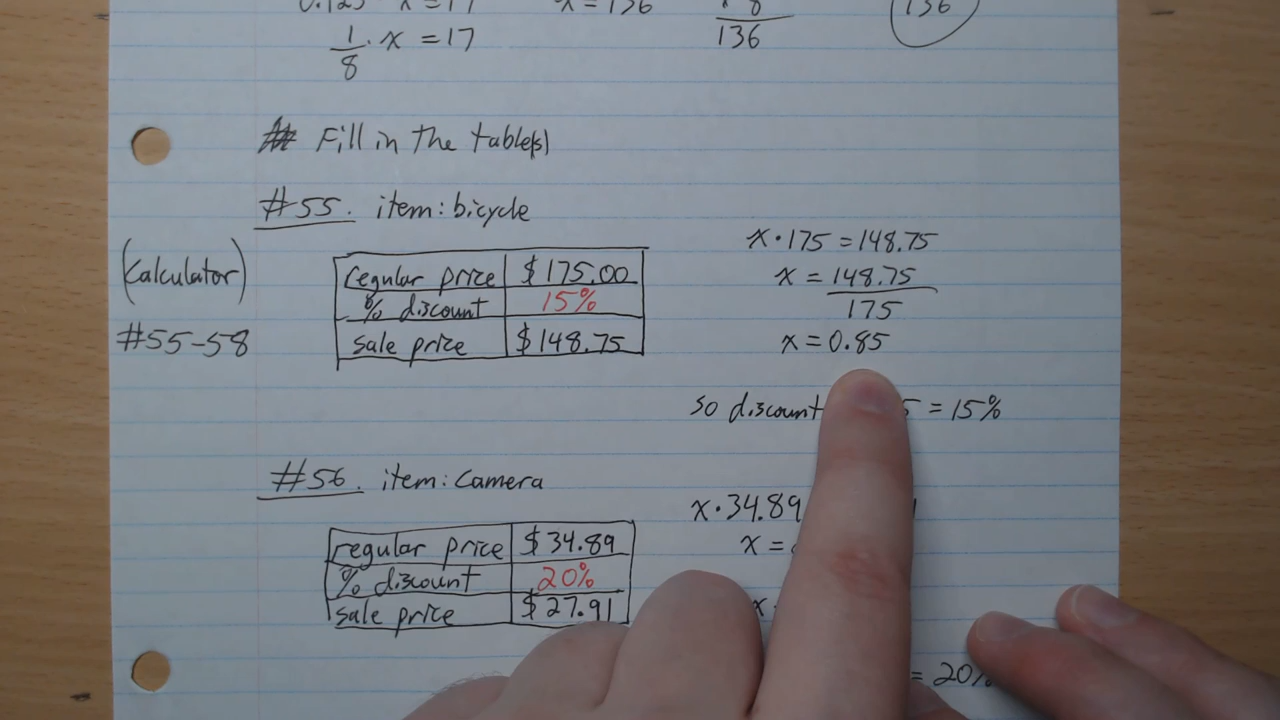 1/8 · x = 17
136
136
Fill in the table(s)
#55. item: bicycle
(Calculator)
#55-58
regular price $175.00
% discount 15%
sale price $148.75
x · 175 = 148.75
x = 148.75
175
x = 0.85
so discount = 15%
#56. item: Camera
regular price $34.89
% discount 20%
sale price $27.91
x · 34.89
x =
x
= 20%